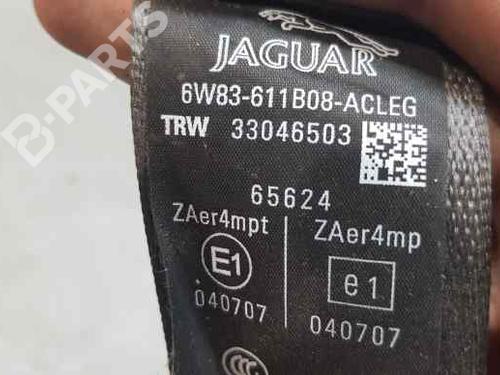 JAGUAR
6W83-611B08-ACLEG
TRW 33046503
65624
ZAer4mpt ZAer4mp
E1 e1
040707 040707
B-PARTS